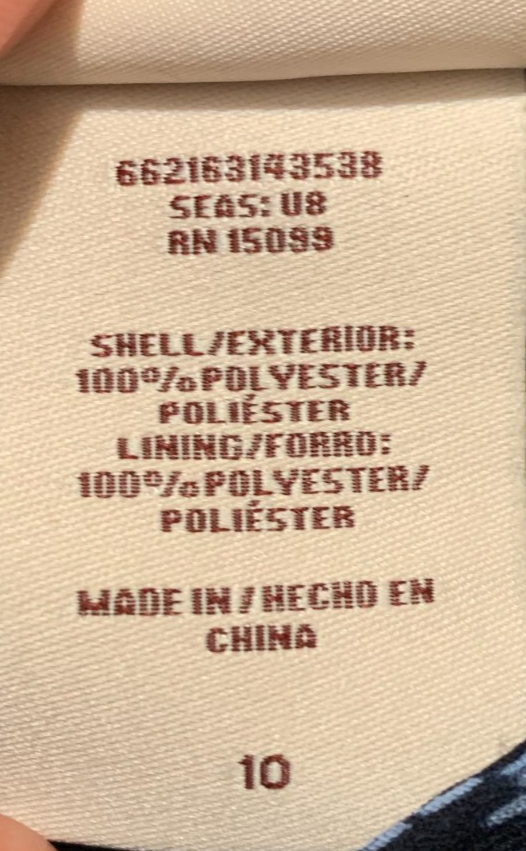 662163143538
SEAS: U8
RN 15099
SHELL/EXTERIOR:
100%POLYESTER/
POLIÉSTER
LINING/FORRO:
100%POLYESTER/
POLIÉSTER
MADE IN / HECHO EN
CHINA
10